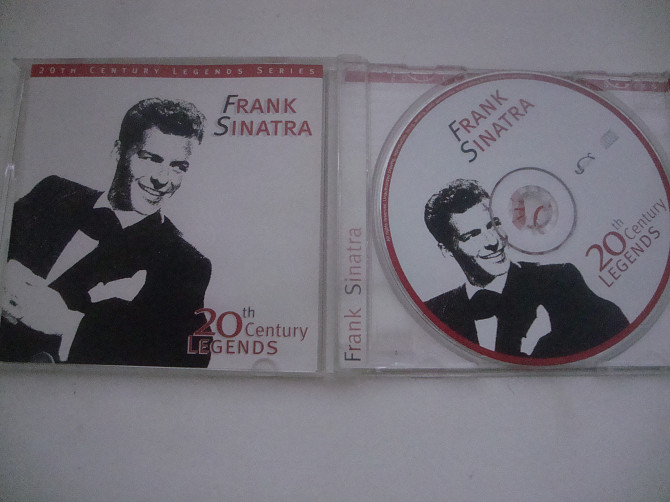 20TH CENTURY LEGENDS SERIES
FRANK
SINATRA
20th
Century
LEGENDS
Frank Sinatra
FRANK
SINATRA
20th
Century
LEGENDS